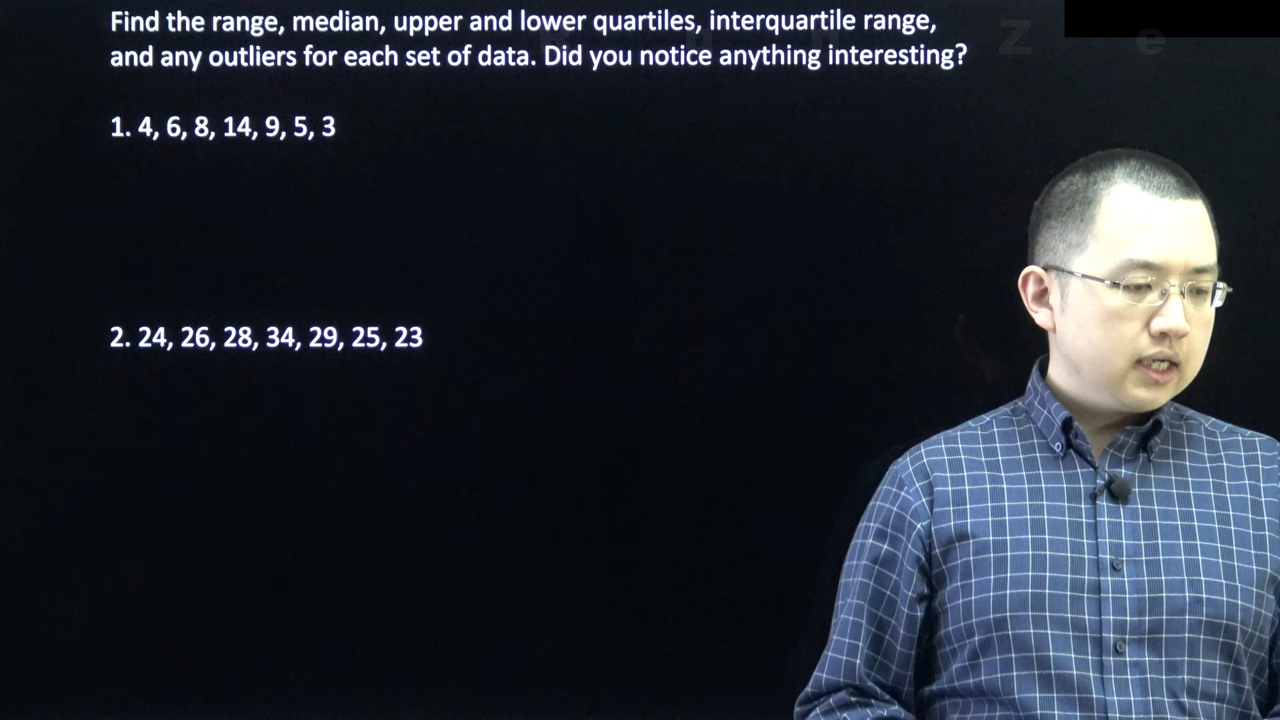 Find the range, median, upper and lower quartiles, interquartile range,
and any outliers for each set of data. Did you notice anything interesting?
1. 4, 6, 8, 14, 9, 5, 3
2. 24, 26, 28, 34, 29, 25, 23